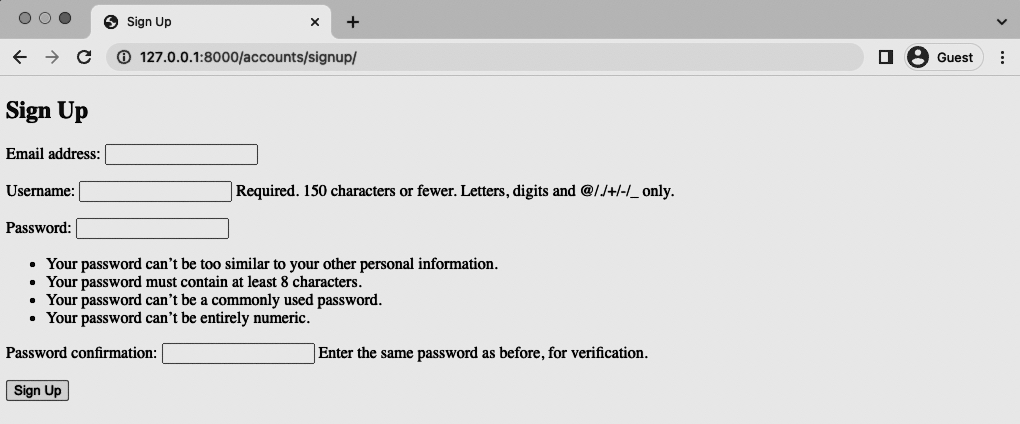 Sign Up
127.0.0.1:8000/accounts/signup/
Guest
Sign Up
Email address:
Username: Required. 150 characters or fewer. Letters, digits and @/./+/-/_ only.
Password:
• Your password can’t be too similar to your other personal information.
• Your password must contain at least 8 characters.
• Your password can’t be a commonly used password.
• Your password can’t be entirely numeric.
Password confirmation: Enter the same password as before, for verification.
Sign Up